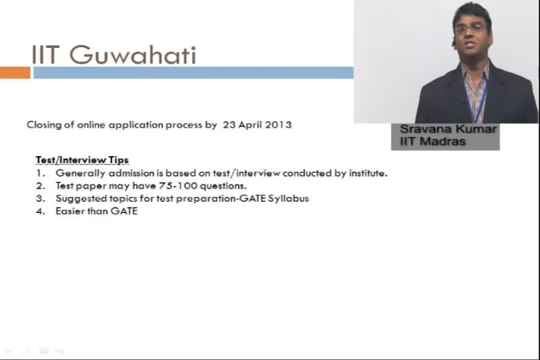 IIT Guwahati
Closing of online application process by 23 April 2013
Sravana Kumar
IIT Madras
Test/Interview Tips
1. Generally admission is based on test/interview conducted by institute.
2. Test paper may have 75-100 questions.
3. Suggested topics for test preparation-GATE Syllabus
4. Easier than GATE